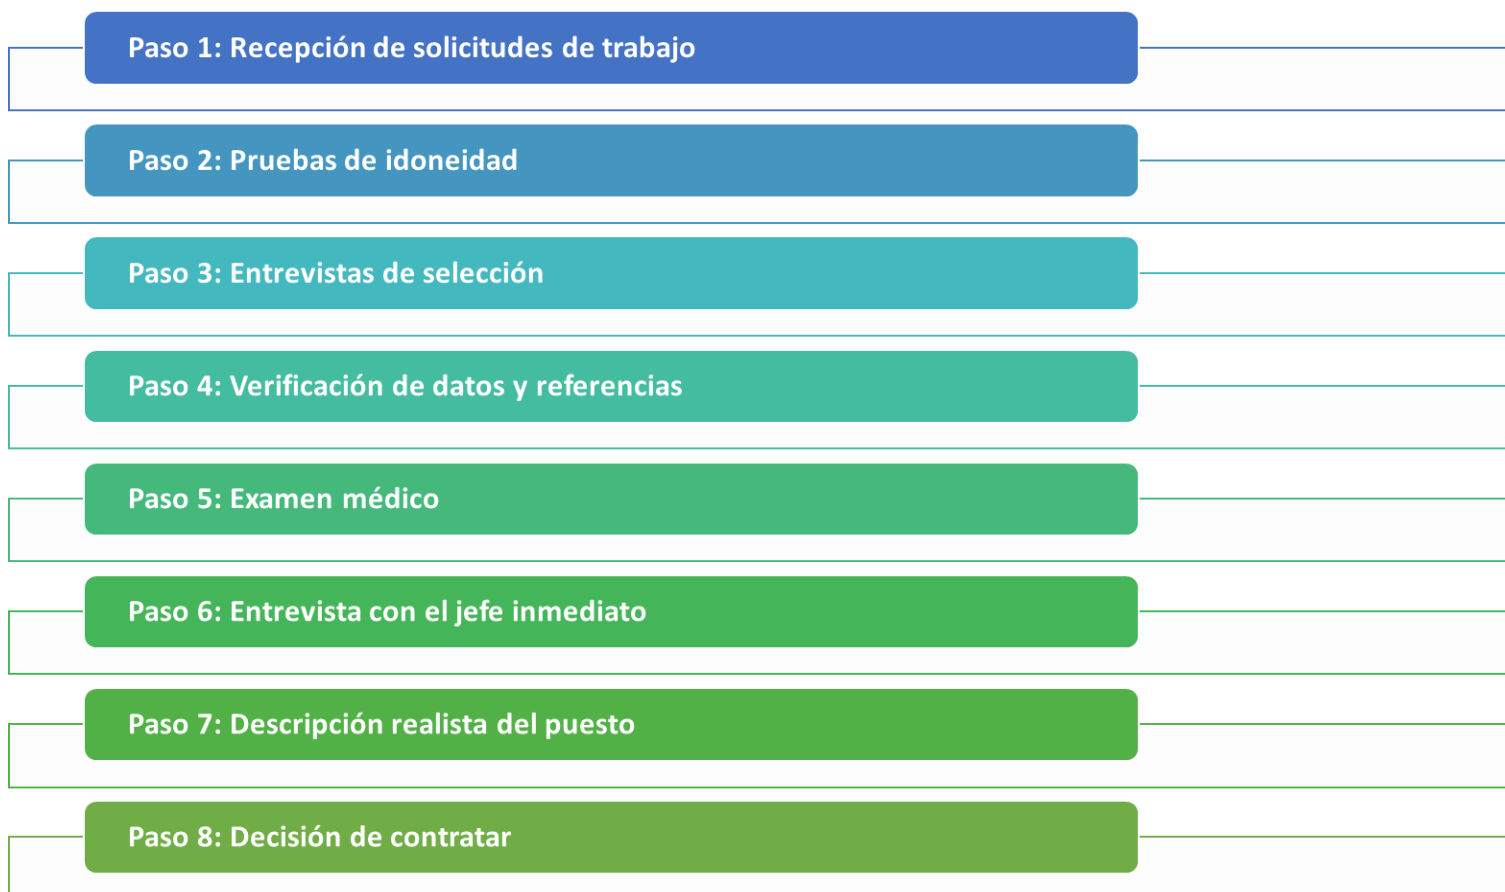 Paso 1: Recepción de solicitudes de trabajo
Paso 2: Pruebas de idoneidad
Paso 3: Entrevistas de selección
Paso 4: Verificación de datos y referencias
Paso 5: Examen médico
Paso 6: Entrevista con el jefe inmediato
Paso 7: Descripción realista del puesto
Paso 8: Decisión de contratar